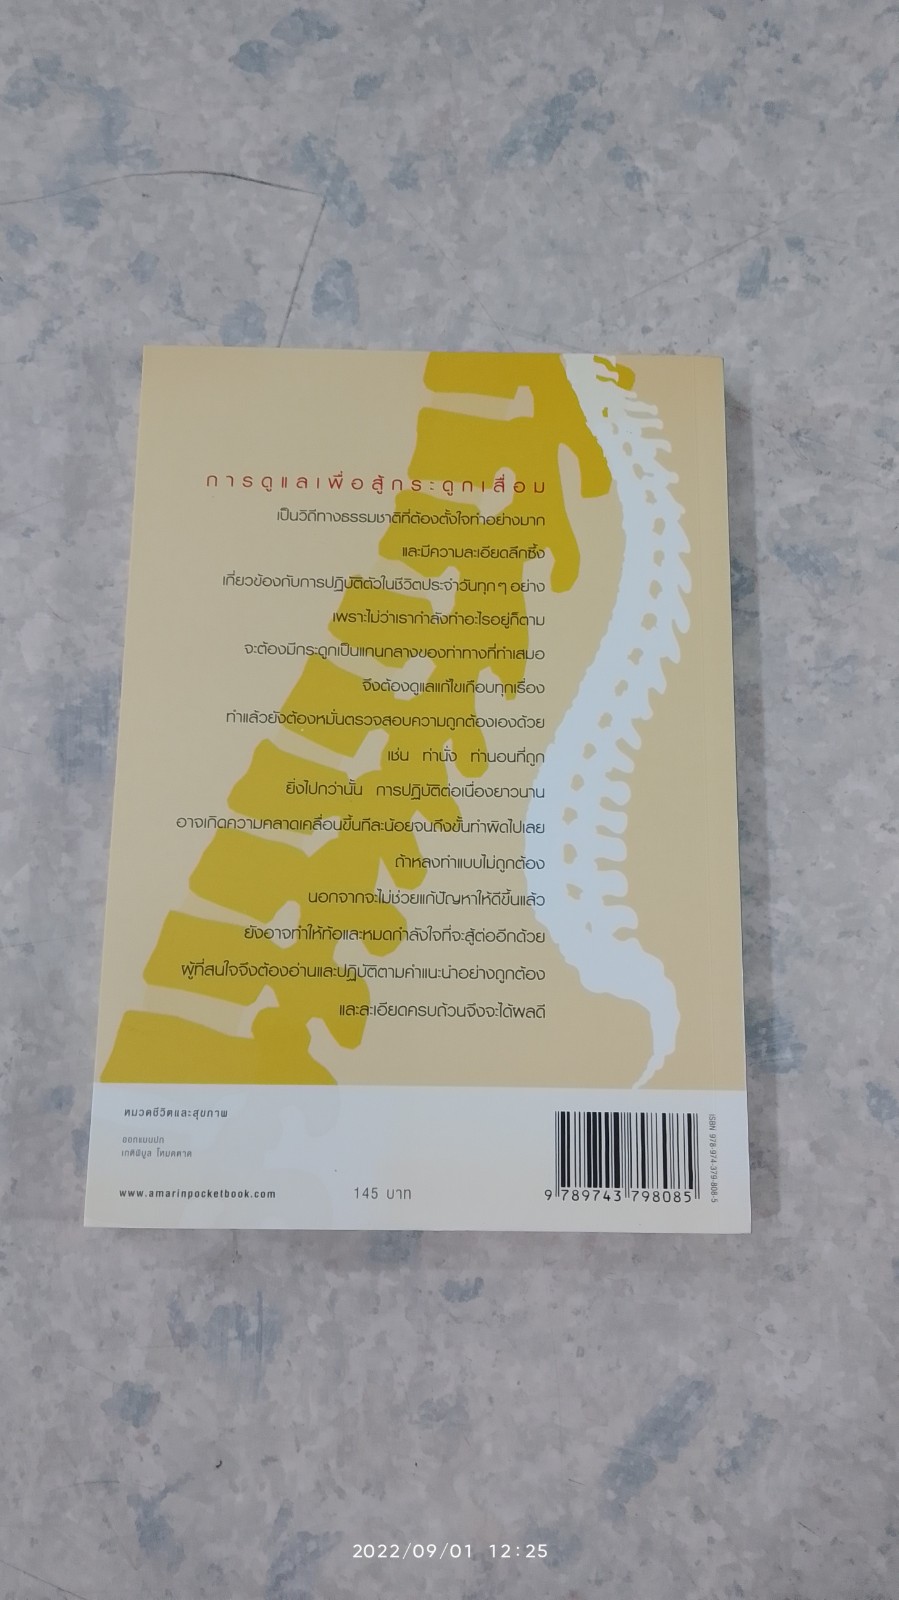 การดูแลเพื่อสู้กระดูกเสื่อม
เป็นวิถีทางธรรมชาติที่ต้องตั้งใจทำอย่างมาก
และมีความละเอียดลึกซึ้ง
เกี่ยวข้องกับการปฏิบัติตัวในชีวิตประจำวันทุกๆ อย่าง
เพราะไม่ว่าเรากำลังทำอะไรอยู่ก็ตาม
จะต้องมีกระดูกเป็นแกนกลางของท่าทางที่ทำเสมอ
จึงต้องดูแลแก้ไขเกือบทุกเรื่อง
ทำแล้วยังต้องหมั่นตรวจสอบความถูกต้องเองด้วย
เช่น ท่านั่ง ท่านอนที่ถูก
ยิ่งไปกว่านั้น การปฏิบัติต่อเนื่องยาวนาน
อาจเกิดความคลาดเคลื่อนขึ้นทีละน้อยจนถึงขั้นทำผิดไปเลย
ถ้าหลงทำแบบไม่ถูกต้อง
นอกจากจะไม่ช่วยแก้ปัญหาให้ดีขึ้นแล้ว
ยังอาจทำให้ท้อและหมดกำลังใจที่จะสู้ต่ออีกด้วย
ผู้ที่สนใจจึงต้องอ่านและปฏิบัติตามคำแนะนำอย่างถูกต้อง
และละเอียดครบถ้วนจึงจะได้ผลดี
หมวดชีวิตและสุขภาพ
ออกแบบปก
www.amarinpocketbook.com
145 บาท
ISBN 978-974-379-808-5
9 789743 798085
2022/09/01 12:25